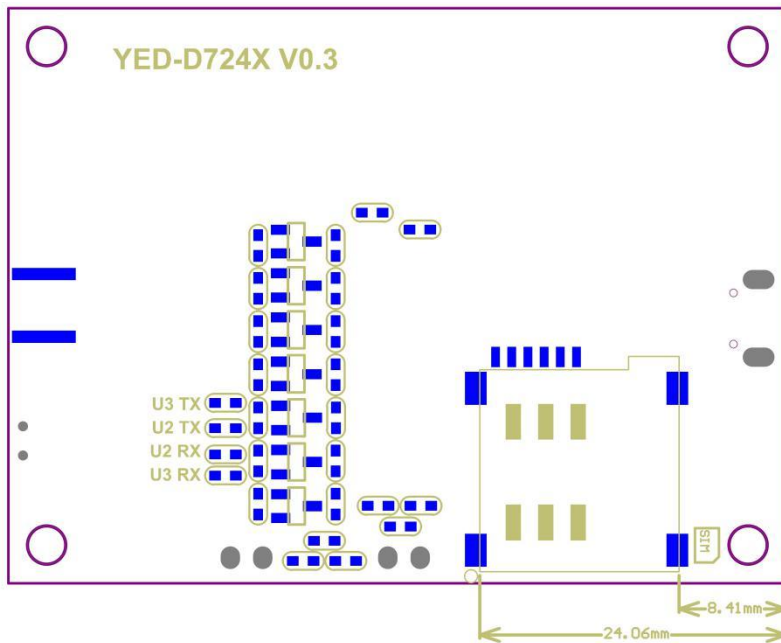 YED-D724X V0.3
U3 TX
U2 TX
U2 RX
U3 RX
SIM
8.41mm
24.06mm